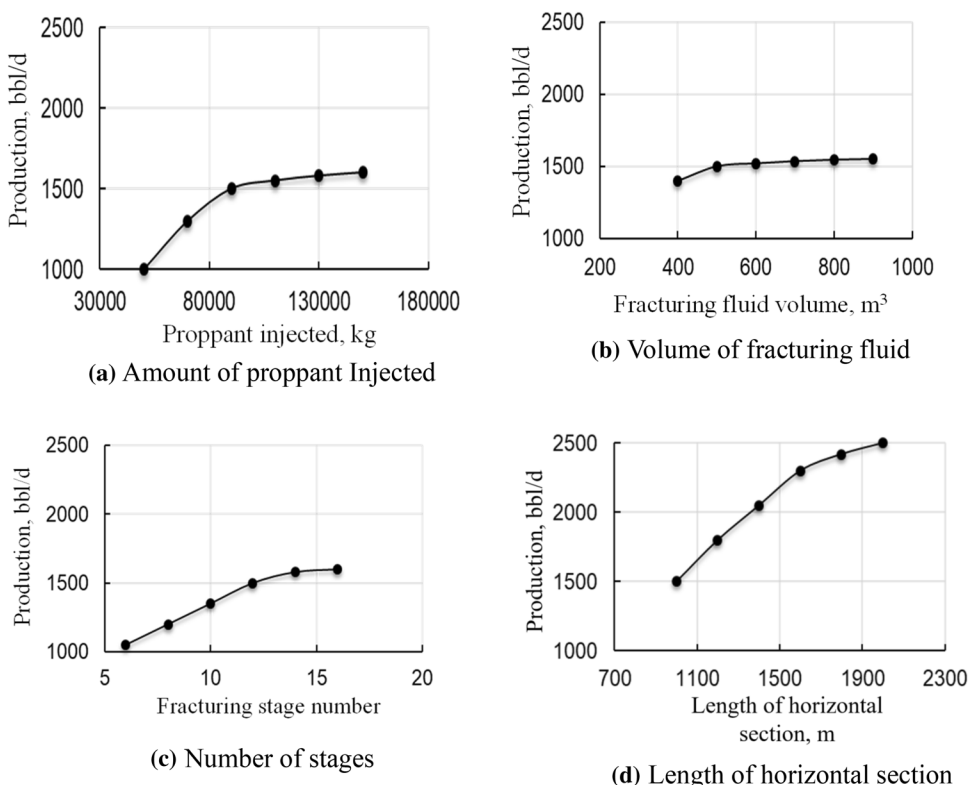 2500
2000
1500
1000
Production, bbl/d
30000 80000 130000 180000
Proppant injected, kg
(a) Amount of proppant Injected
2500
2000
1500
1000
Production, bbl/d
200 400 600 800 1000
Fracturing fluid volume, m³
(b) Volume of fracturing fluid
2500
2000
1500
1000
Production, bbl/d
5 10 15 20
Fracturing stage number
(c) Number of stages
2500
2000
1500
1000
Production, bbl/d
700 1100 1500 1900 2300
Length of horizontal
section, m
(d) Length of horizontal section